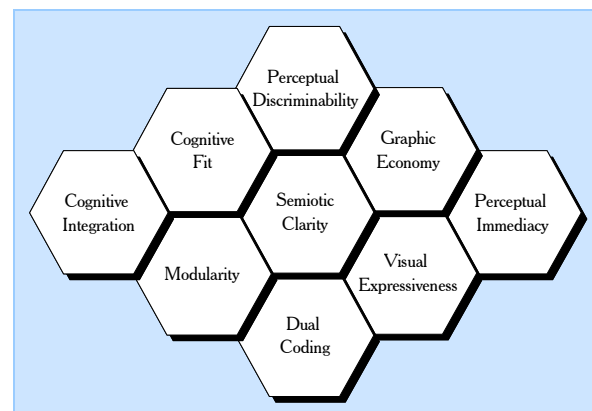 Perceptual
Discriminability
Cognitive
Fit
Graphic
Economy
Cognitive
Integration
Semiotic
Clarity
Perceptual
Immediacy
Modularity
Visual
Expressiveness
Dual
Coding